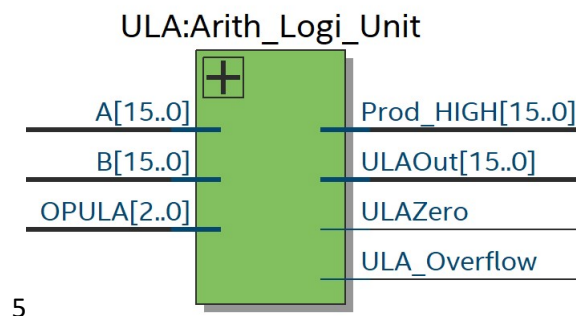 ULA:Arith_Logi_Unit
A[15..0]
B[15..0]
OPULA[2..0]
Prod_HIGH[15..0]
ULAOut[15..0]
ULAZero
ULA_Overflow
5